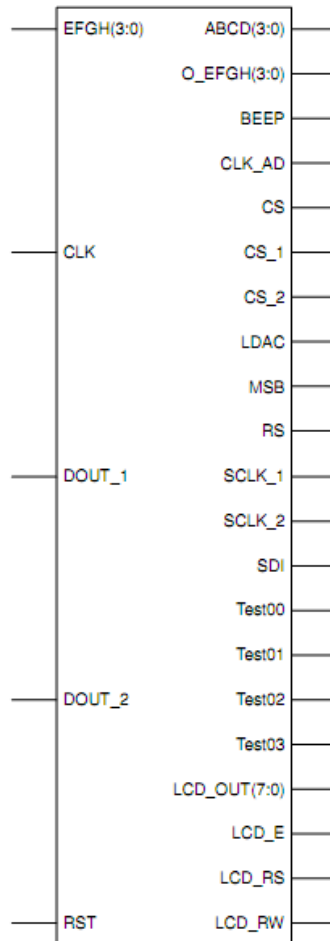 EFGH(3:0) ABCD(3:0)
O_EFGH(3:0)
BEEP
CLK_AD
CS
CLK CS_1
CS_2
LDAC
MSB
RS
DOUT_1 SCLK_1
SCLK_2
SDI
Test00
Test01
DOUT_2 Test02
Test03
LCD_OUT(7:0)
LCD_E
LCD_RS
RST LCD_RW